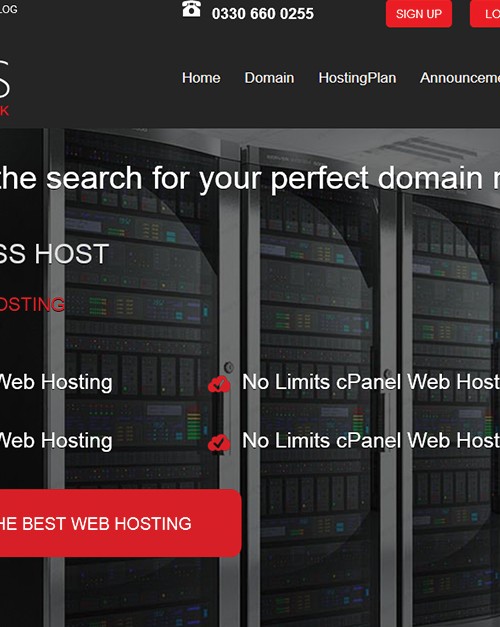 LOG
0330 660 0255
SIGN UP
LO
S
K
Home Domain HostingPlan Announceme
the search for your perfect domain
SS HOST
OSTING
Web Hosting
No Limits cPanel Web Host
Web Hosting
No Limits cPanel Web Host
HE BEST WEB HOSTING